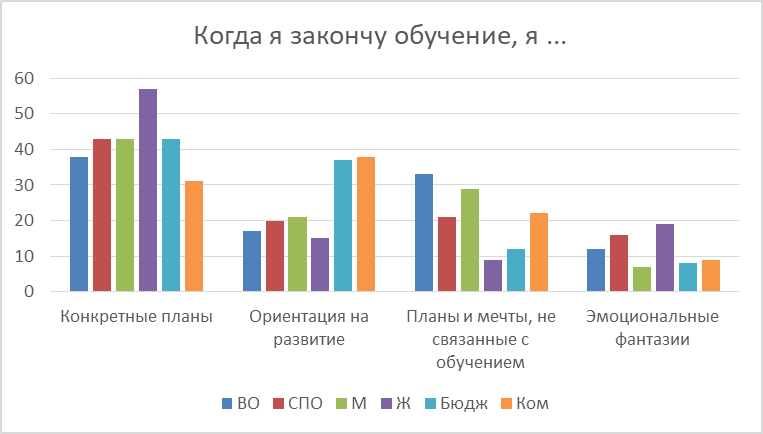 Когда я закончу обучение, я ...
60
50
40
30
20
10
0
Конкретные планы
Ориентация на
развитие
Планы и мечты, не
связанные с
обучением
Эмоциональные
фантазии
ВО СПО М Ж Бюдж Ком